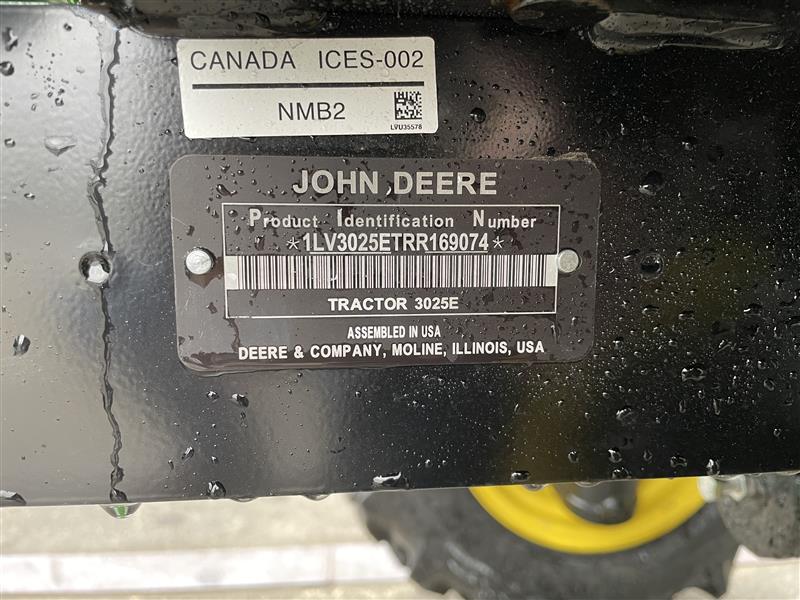 CANADA ICES-002
NMB2
LVU35578
JOHN DEERE
Product Identification Number
*1LV3025ETRR169074*
TRACTOR 3025E
ASSEMBLED IN USA
DEERE & COMPANY, MOLINE, ILLINOIS, USA